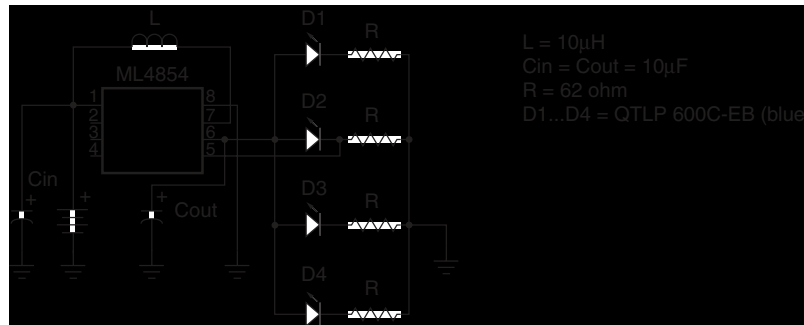 L
D1
R
L = 10µH
Cin = Cout = 10µF
R = 62 ohm
D1...D4 = QTLP 600C-EB (blue
ML4854
1
2
3
4
8
7
6
5
D2
R
Cin
+
+
+
Cout
D3
R
D4
R